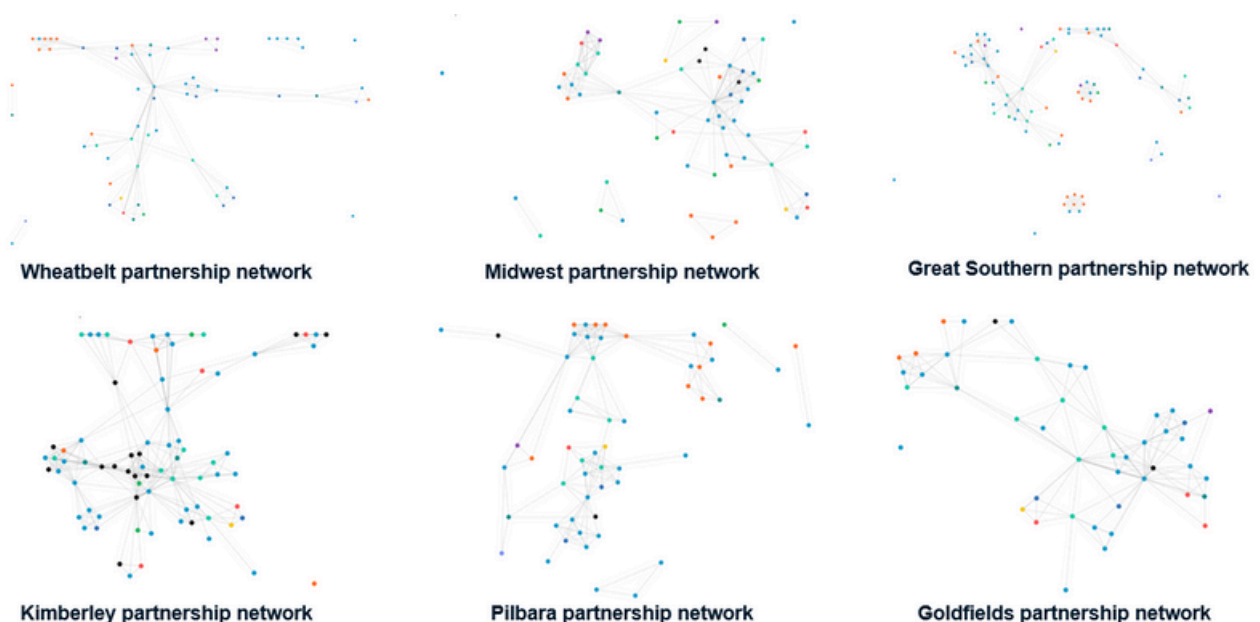 Wheatbelt partnership network
Midwest partnership network
Great Southern partnership network
Kimberley partnership network
Pilbara partnership network
Goldfields partnership network